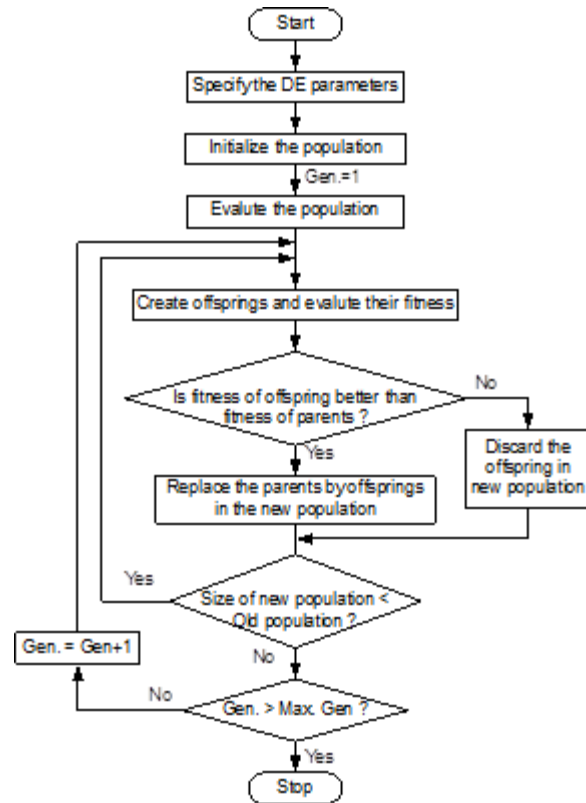 Start
Specify the DE parameters
Initialize the population
Gen.=1
Evalute the population
Create offsprings and evalute their fitness
Is fitness of offspring better than
fitness of parents ?
No
Yes
Discard the
offspring in
new population
Replace the parents by offsprings
in the new population
Yes
Size of new population <
Old population ?
Gen. = Gen+1
No
No
Gen. > Max. Gen ?
Yes
Stop